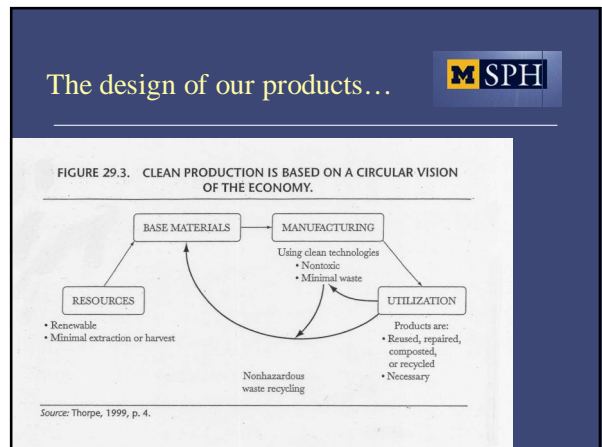 The design of our products…
M SPH
FIGURE 29.3. CLEAN PRODUCTION IS BASED ON A CIRCULAR VISION
OF THE ECONOMY.
BASE MATERIALS
MANUFACTURING
Using clean technologies
• Nontoxic
• Minimal waste
RESOURCES
• Renewable
• Minimal extraction or harvest
UTILIZATION
Products are:
• Reused, repaired,
composted,
or recycled
• Necessary
Nonhazardous
waste recycling
Source: Thorpe, 1999, p. 4.